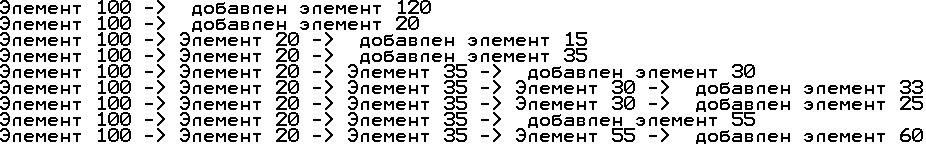 Элемент 100 -> добавлен элемент 120
Элемент 100 -> добавлен элемент 20
Элемент 100 -> Элемент 20 -> добавлен элемент 15
Элемент 100 -> Элемент 20 -> добавлен элемент 35
Элемент 100 -> Элемент 20 -> Элемент 35 -> добавлен элемент 30
Элемент 100 -> Элемент 20 -> Элемент 35 -> Элемент 30 -> добавлен элемент 33
Элемент 100 -> Элемент 20 -> Элемент 35 -> Элемент 30 -> добавлен элемент 25
Элемент 100 -> Элемент 20 -> Элемент 35 -> добавлен элемент 55
Элемент 100 -> Элемент 20 -> Элемент 35 -> Элемент 55 -> добавлен элемент 60